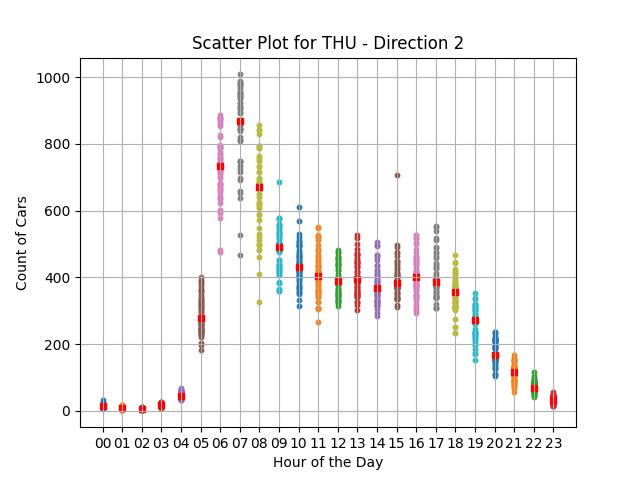 Scatter Plot for THU - Direction 2
1000
800
600
400
200
0
Count of Cars
00 01 02 03 04 05 06 07 08 09 10 11 12 13 14 15 16 17 18 19 20 21 22 23
Hour of the Day